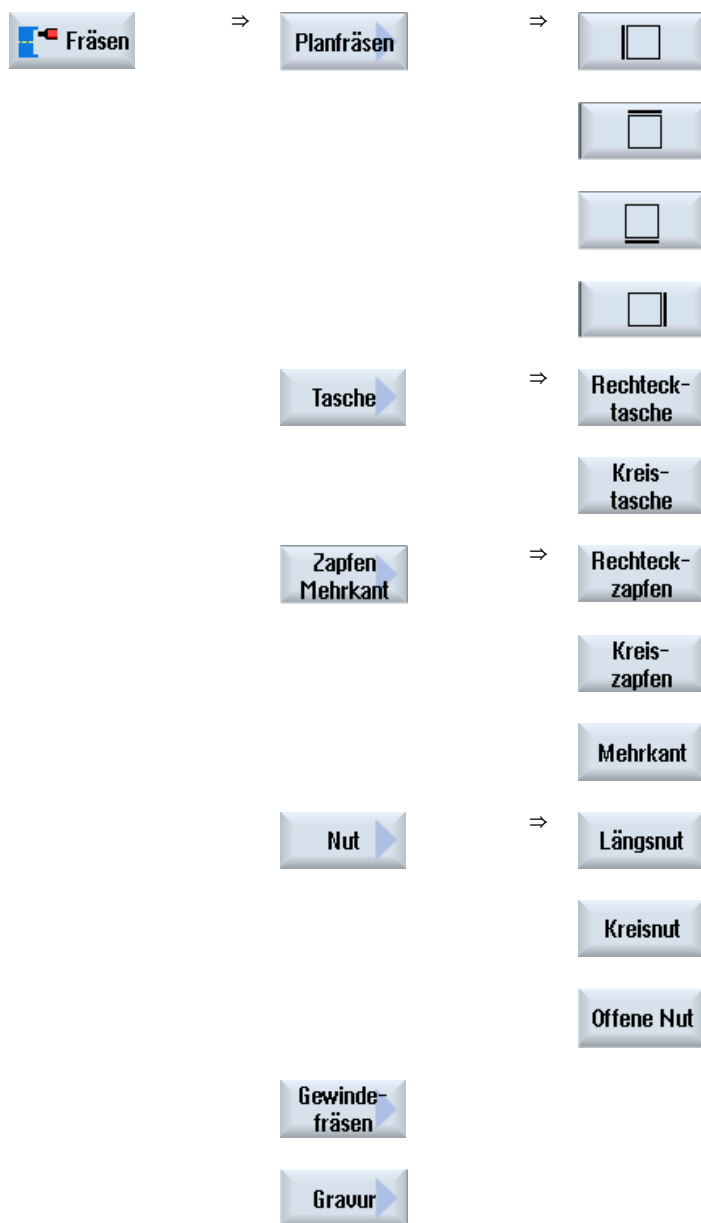 Fräsen ⇒ Planfräsen ⇒
Tasche ⇒ Rechteck-
tasche
Kreis-
tasche
Zapfen
Mehrkant ⇒ Rechteck-
zapfen
Kreis-
zapfen
Mehrkant
Nut ⇒ Längsnut
Kreisnut
Offene Nut
Gewinde-
fräsen
Gravur